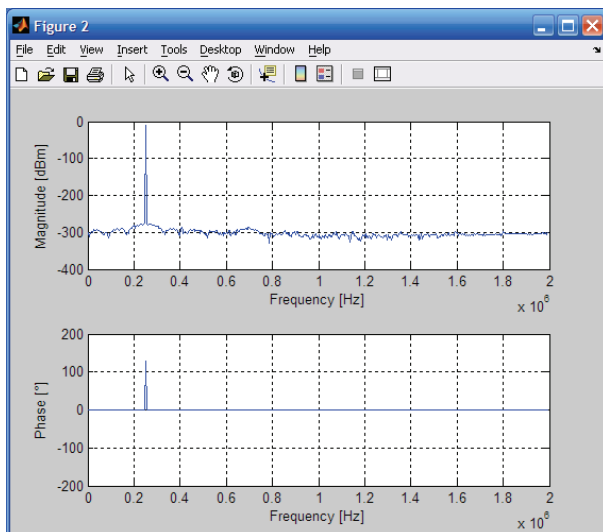 Figure 2
File Edit View Insert Tools Desktop Window Help
0
-100
-200
-300
-400
Magnitude [dBm]
0 0.2 0.4 0.6 0.8 1 1.2 1.4 1.6 1.8 2
Frequency [Hz]
x 10^6
200
100
0
-100
-200
Phase [°]
0 0.2 0.4 0.6 0.8 1 1.2 1.4 1.6 1.8 2
Frequency [Hz]
x 10^6